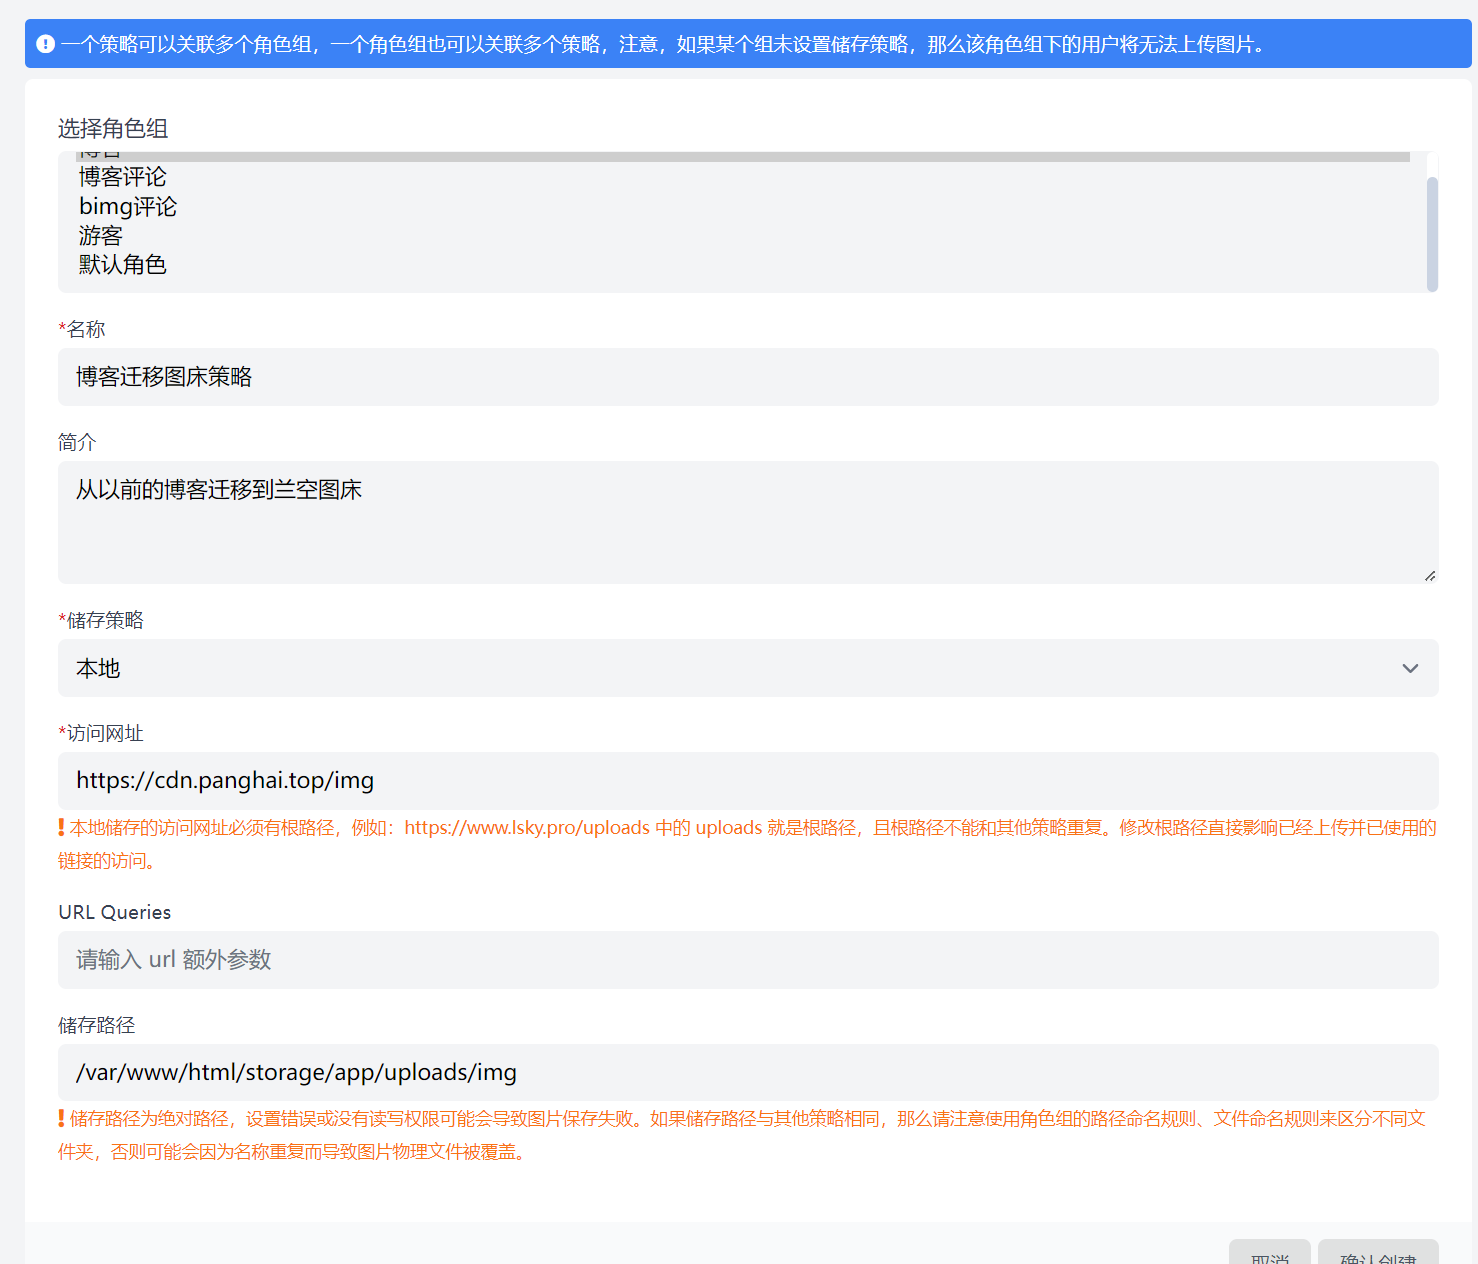 一个策略可以关联多个角色组，一个角色组也可以关联多个策略，注意，如果某个组未设置储存策略，那么该角色组下的用户将无法上传图片。
选择角色组
博客评论
bimg评论
游客
默认角色
*名称
博客迁移图床策略
简介
从以前的博客迁移到兰空图床
*储存策略
本地
*访问网址
https://cdn.panghai.top/img
本地储存的访问网址必须有根路径，例如：https://www.lsky.pro/uploads 中的 uploads 就是根路径，且根路径不能和其他策略重复。修改根路径直接影响已经上传并已使用的
链接的访问。
URL Queries
请输入 url 额外参数
储存路径
/var/www/html/storage/app/uploads/img
储存路径为绝对路径，设置错误或没有读写权限可能会导致图片保存失败。如果储存路径与其他策略相同，那么请注意使用角色组的路径命名规则、文件命名规则来区分不同文
件夹，否则可能会因为名称重复而导致图片物理文件被覆盖。
取消
确认创建